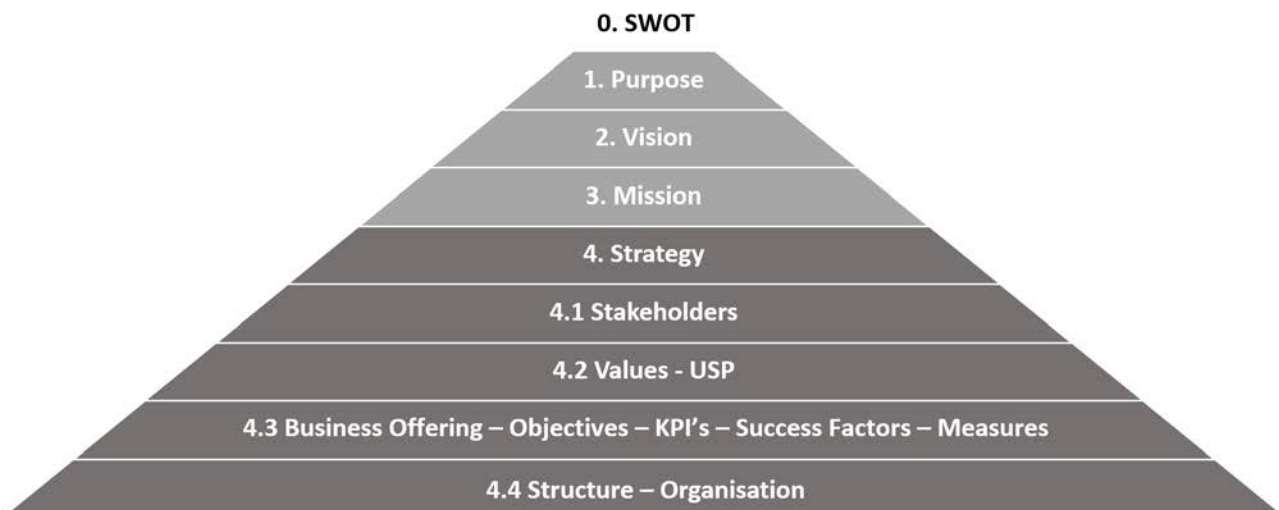 0. SWOT
1. Purpose
2. Vision
3. Mission
4. Strategy
4.1 Stakeholders
4.2 Values - USP
4.3 Business Offering – Objectives – KPI's – Success Factors – Measures
4.4 Structure – Organisation